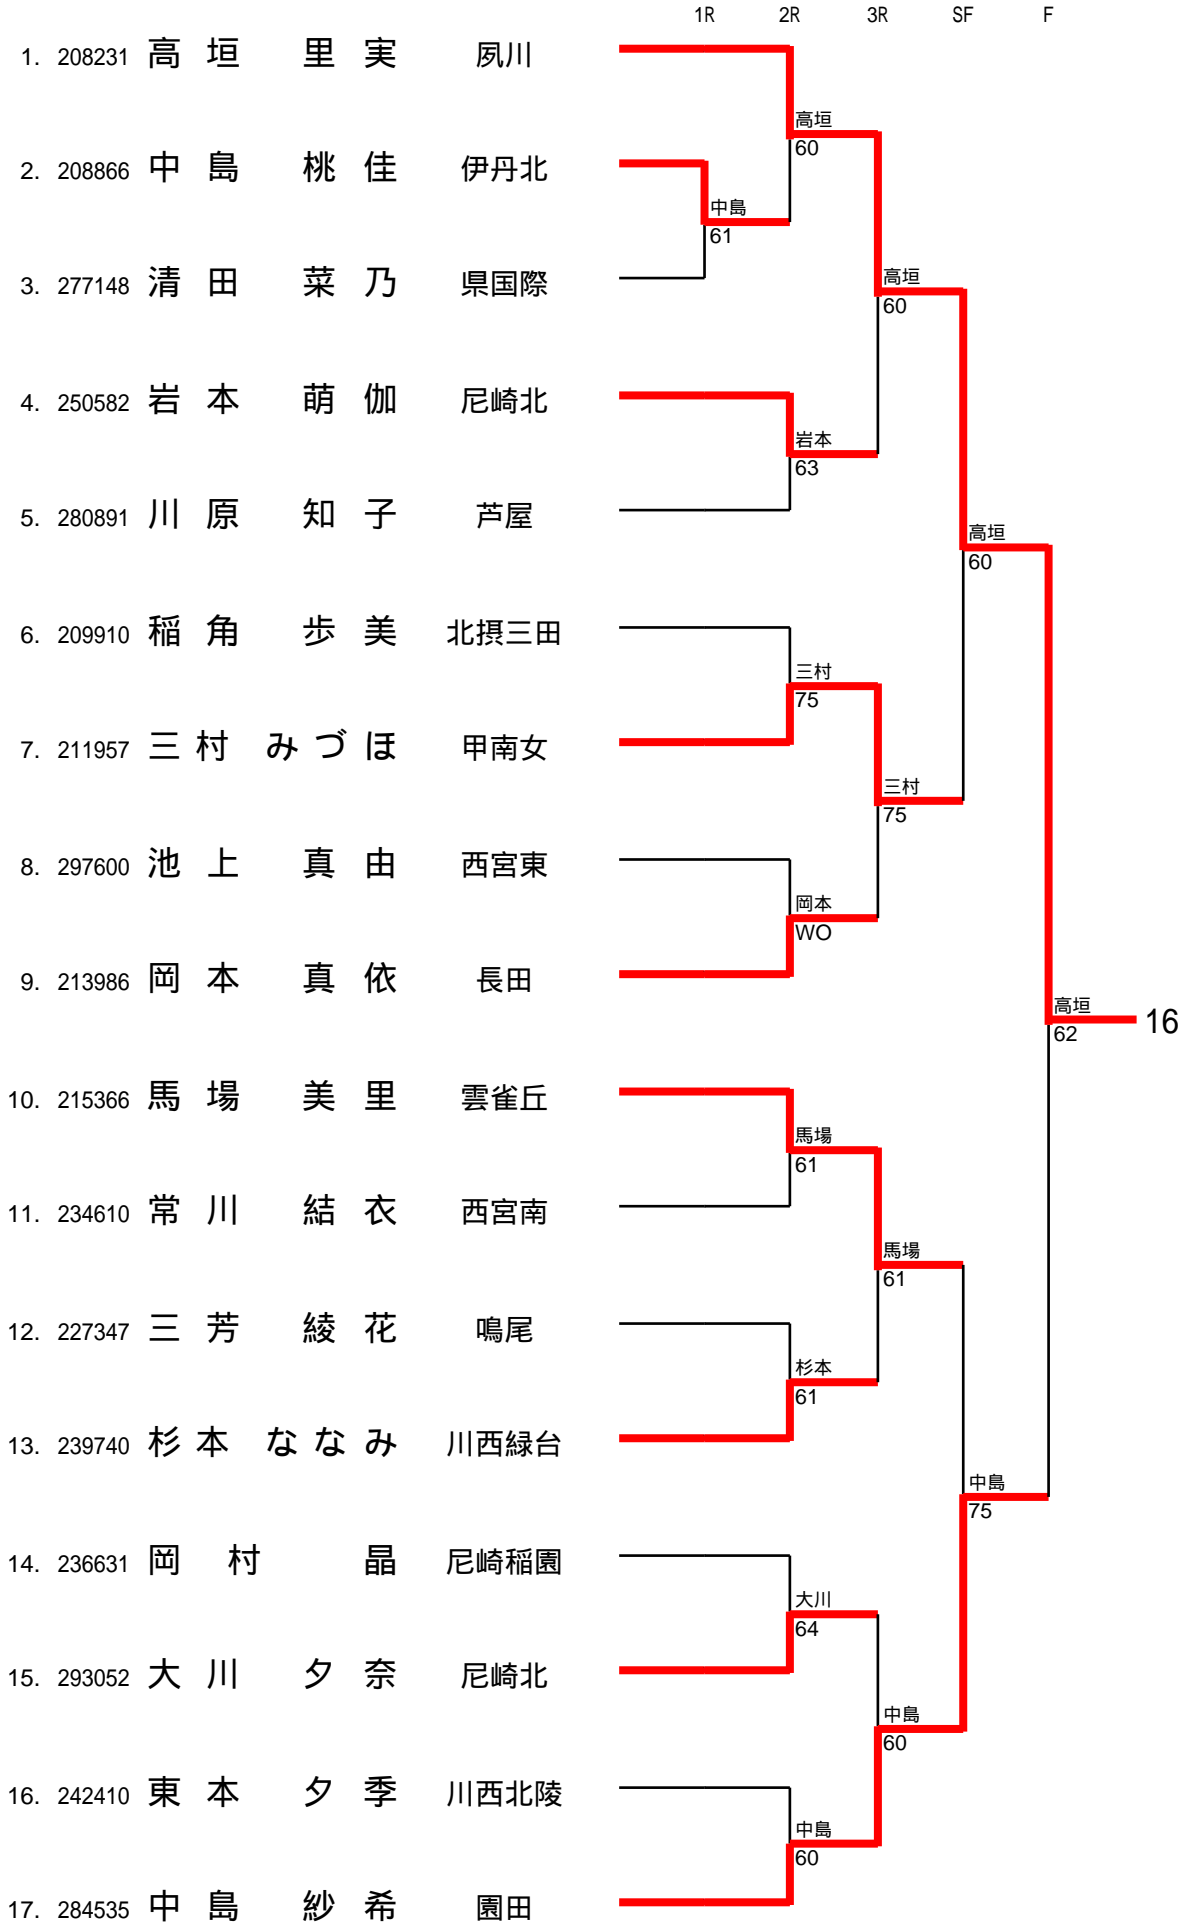 1R 2R 3R SF F
1. 208231 高垣 里実 夙川
高垣
60
2. 208866 中島 桃佳 伊丹北
中島
61
3. 277148 清田 菜乃 県国際
高垣
60
4. 250582 岩本 萌伽 尼崎北
岩本
63
5. 280891 川原 知子 芦屋
高垣
60
6. 209910 稲角 歩美 北摂三田
三村
75
7. 211957 三村 みづほ 甲南女
三村
75
8. 297600 池上 真由 西宮東
岡本
WO
9. 213986 岡本 真依 長田
高垣
62
16
10. 215366 馬場 美里 雲雀丘
馬場
61
11. 234610 常川 結衣 西宮南
馬場
61
12. 227347 三芳 綾花 鳴尾
杉本
61
13. 239740 杉本 ななみ 川西緑台
中島
75
14. 236631 岡村 晶 尼崎稲園
大川
64
15. 293052 大川 夕奈 尼崎北
中島
60
16. 242410 東本 夕季 川西北陵
中島
60
17. 284535 中島 紗希 園田